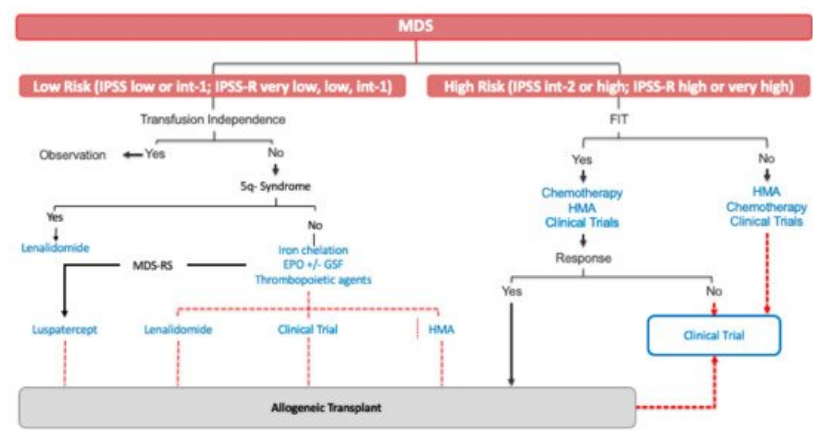 MDS
Low Risk (IPSS low or int-1; IPSS-R very low, low, int-1)
High Risk (IPSS int-2 or high; IPSS-R high or very high)
Transfusion Independence
FIT
Observation
Yes
No
Yes
No
5q- Syndrome
Chemotherapy
HMA
Clinical Trials
HMA
Chemotherapy
Clinical Trials
Yes
No
Lenalidomide
Iron chelation
EPO +/- GSF
Thrombopoietic agents
MDS-RS
Response
Yes
No
Luspatercept
Lenalidomide
Clinical Trial
HMA
Clinical Trial
Allogeneic Transplant